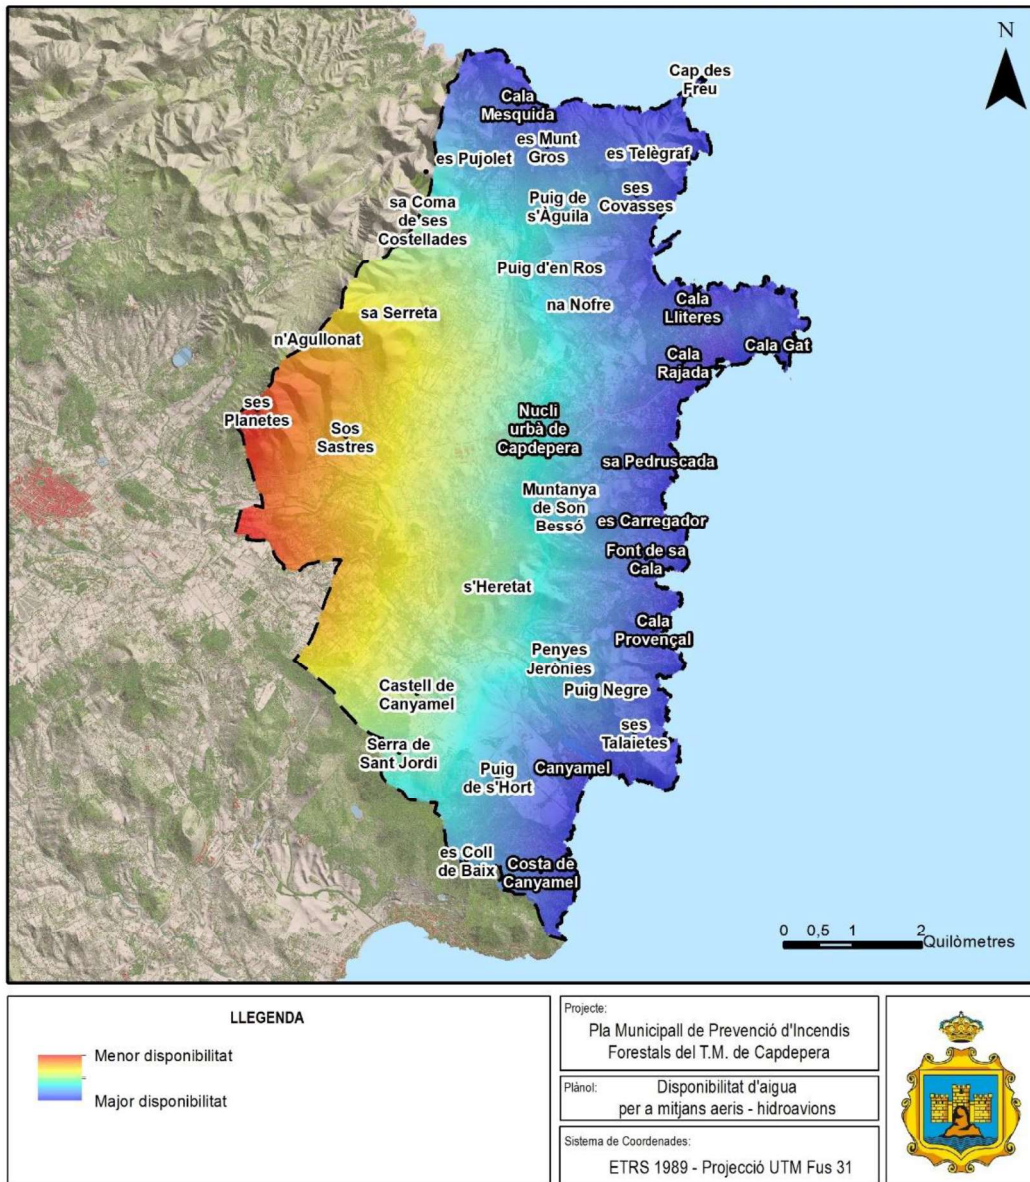 N
Cap des
Freu
Cala
Mesquida
es Munt
Gros
es Pujolet
es Telègraf
sa Coma
de ses
Costellades
Puig de
s'Àguila
ses
Covasses
Puig d'en Ros
na Nofre
Cala
Lliteres
sa Serreta
n'Agullonat
Cala
Rajada
Cala Gat
ses
Planetes
Sos
Sastres
Nucli
urbà de
Capdepera
sa Pedruscada
Muntanya
de Son
Bessó
es Carregador
Font de sa
Cala
s'Heretat
Cala
Provençal
Penyes
Jerònies
Castell de
Canyamel
Puig Negre
ses
Talaietes
Serra de
Sant Jordi
Puig
de s'Hort
Canyamel
es Coll
de Baix
Costa de
Canyamel
0 0,5 1 2
Quilòmetres
LLEGENDA
Menor disponibilitat
Major disponibilitat
Projecte:
Pla Municipall de Prevenció d'Incendis
Forestals del T.M. de Capdepera
Plànol:
Disponibilitat d'aigua
per a mitjans aeris - hidroavions
Sistema de Coordenades:
ETRS 1989 - Projecció UTM Fus 31